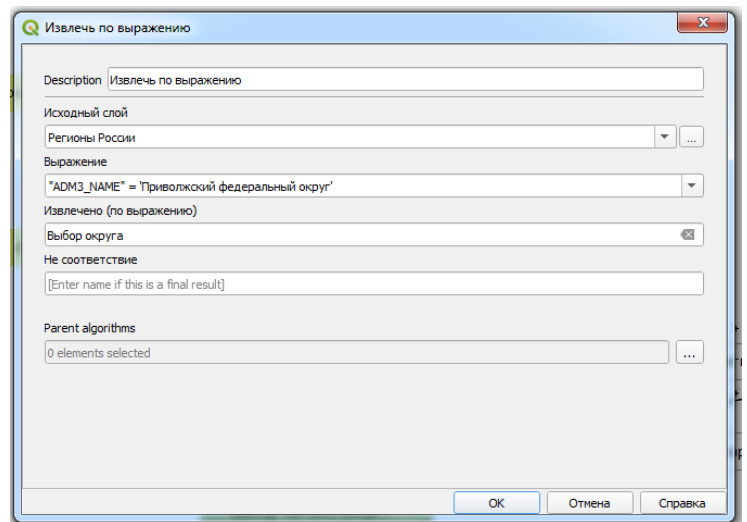 Извлечь по выражению
Description Извлечь по выражению
Исходный слой
Регионы России
...
Выражение
"ADM3_NAME" = 'Приволжский федеральный округ'
Извлечено (по выражению)
Выбор округа
Не соответствие
[Enter name if this is a final result]
Parent algorithms
0 elements selected
...
OK Отмена Справка